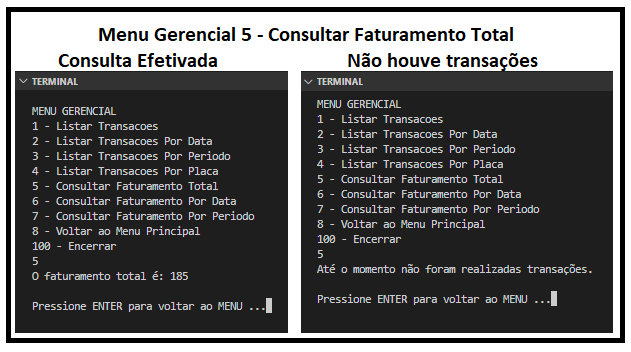 Menu Gerencial 5 - Consultar Faturamento Total
Consulta Efetivada
TERMINAL
MENU GERENCIAL
1 - Listar Transacoes
2 - Listar Transacoes Por Data
3 - Listar Transacoes Por Periodo
4 - Listar Transacoes Por Placa
5 - Consultar Faturamento Total
6 - Consultar Faturamento Por Data
7 - Consultar Faturamento Por Periodo
8 - Voltar ao Menu Principal
100 - Encerrar
5
O faturamento total é: 185
Pressione ENTER para voltar ao MENU ...
Não houve transações
TERMINAL
MENU GERENCIAL
1 - Listar Transacoes
2 - Listar Transacoes Por Data
3 - Listar Transacoes Por Periodo
4 - Listar Transacoes Por Placa
5 - Consultar Faturamento Total
6 - Consultar Faturamento Por Data
7 - Consultar Faturamento Por Periodo
8 - Voltar ao Menu Principal
100 - Encerrar
5
Até o momento não foram realizadas transações.
Pressione ENTER para voltar ao MENU ...